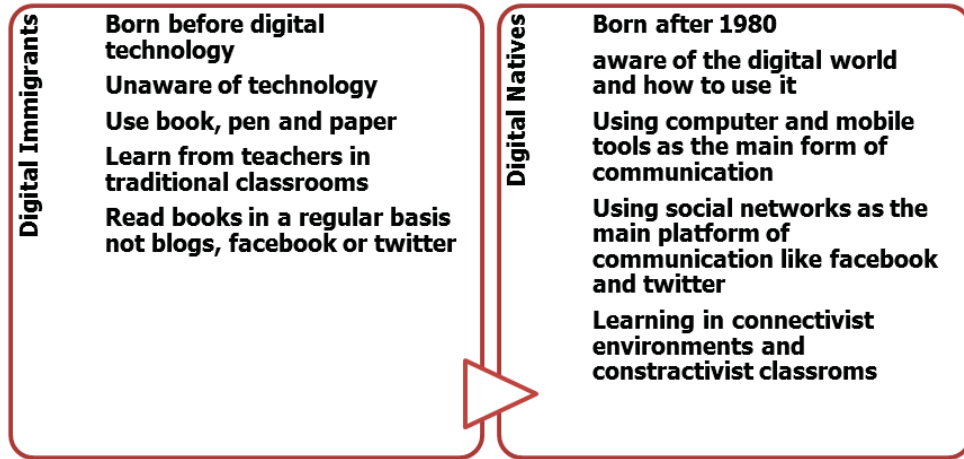 Digital Immigrants
Born before digital
technology
Unaware of technology
Use book, pen and paper
Learn from teachers in
traditional classrooms
Read books in a regular basis
not blogs, facebook or twitter
Digital Natives
Born after 1980
aware of the digital world
and how to use it
Using computer and mobile
tools as the main form of
communication
Using social networks as the
main platform of
communication like facebook
and twitter
Learning in connectivist
environments and
constractivist classroms